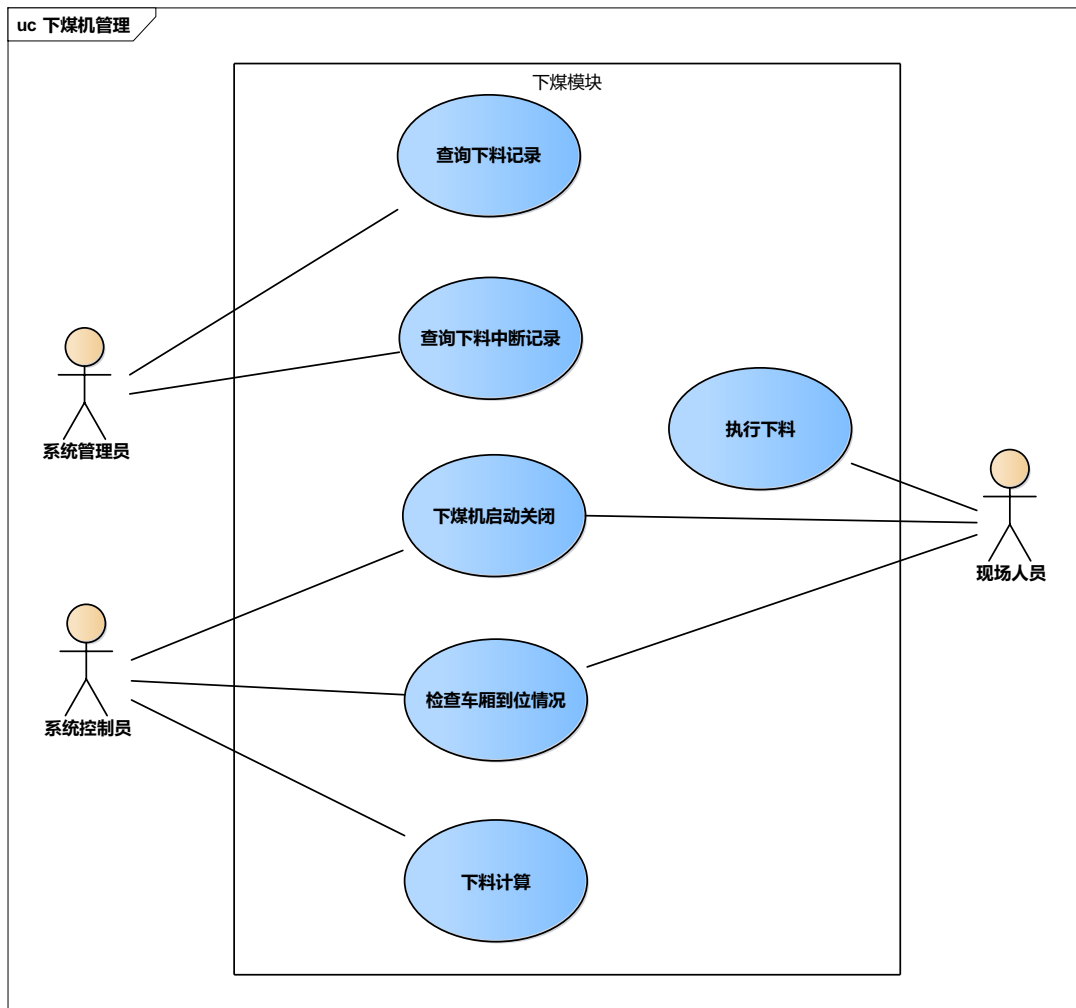 uc 下煤机管理
下煤模块
查询下料记录
查询下料中断记录
执行下料
系统管理员
下煤机启动关闭
现场人员
检查车厢到位情况
系统控制员
下料计算